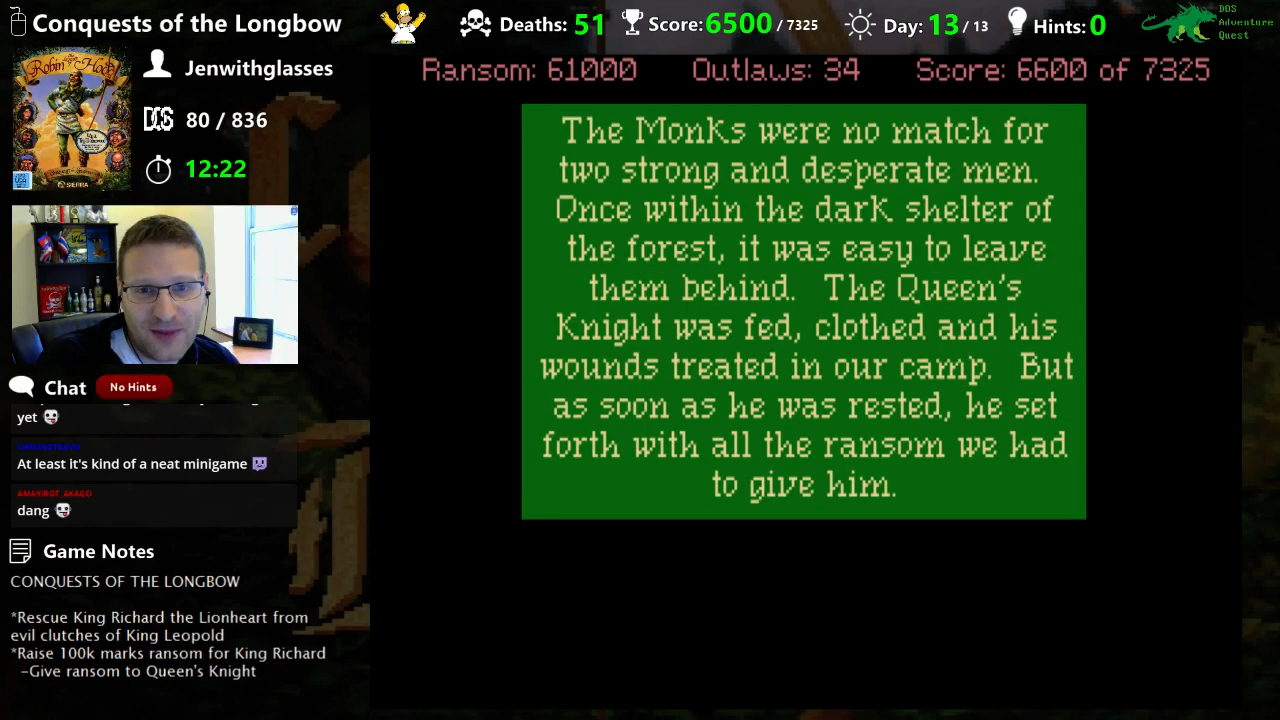 Conquests of the Longbow
Deaths: 51
Score:6500 / 7325
Day: 13 / 13
Hints: 0
DOS
Adventure
Quest
Robin Hood
SIERRA
Jenwithglasses
DOS 80 / 836
12:22
Ransom: 61000 Outlaws: 34 Score: 6600 of 7325
The Monks were no match for
two strong and desperate men.
Once within the dark shelter of
the forest, it was easy to leave
them behind. The Queen's
Knight was fed, clothed and his
wounds treated in our camp. But
as soon as he was rested, he set
forth with all the ransom we had
to give him.
Chat No Hints
yet
At least it's kind of a neat minigame
AMAYIROT_AKAGO
dang
Game Notes
CONQUESTS OF THE LONGBOW
*Rescue King Richard the Lionheart from
evil clutches of King Leopold
*Raise 100k marks ransom for King Richard
-Give ransom to Queen's Knight